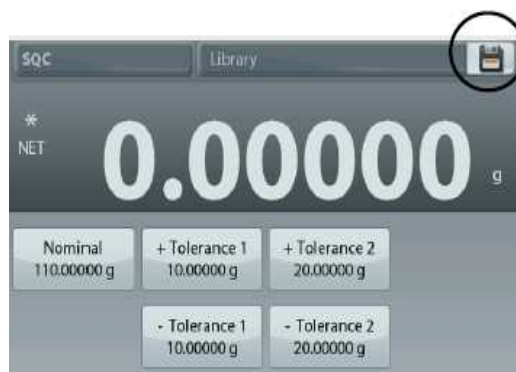 SQC Library
*
NET
0.00000 g
Nominal
110.00000 g
+ Tolerance 1
10.00000 g
+ Tolerance 2
20.00000 g
- Tolerance 1
10.00000 g
- Tolerance 2
20.00000 g